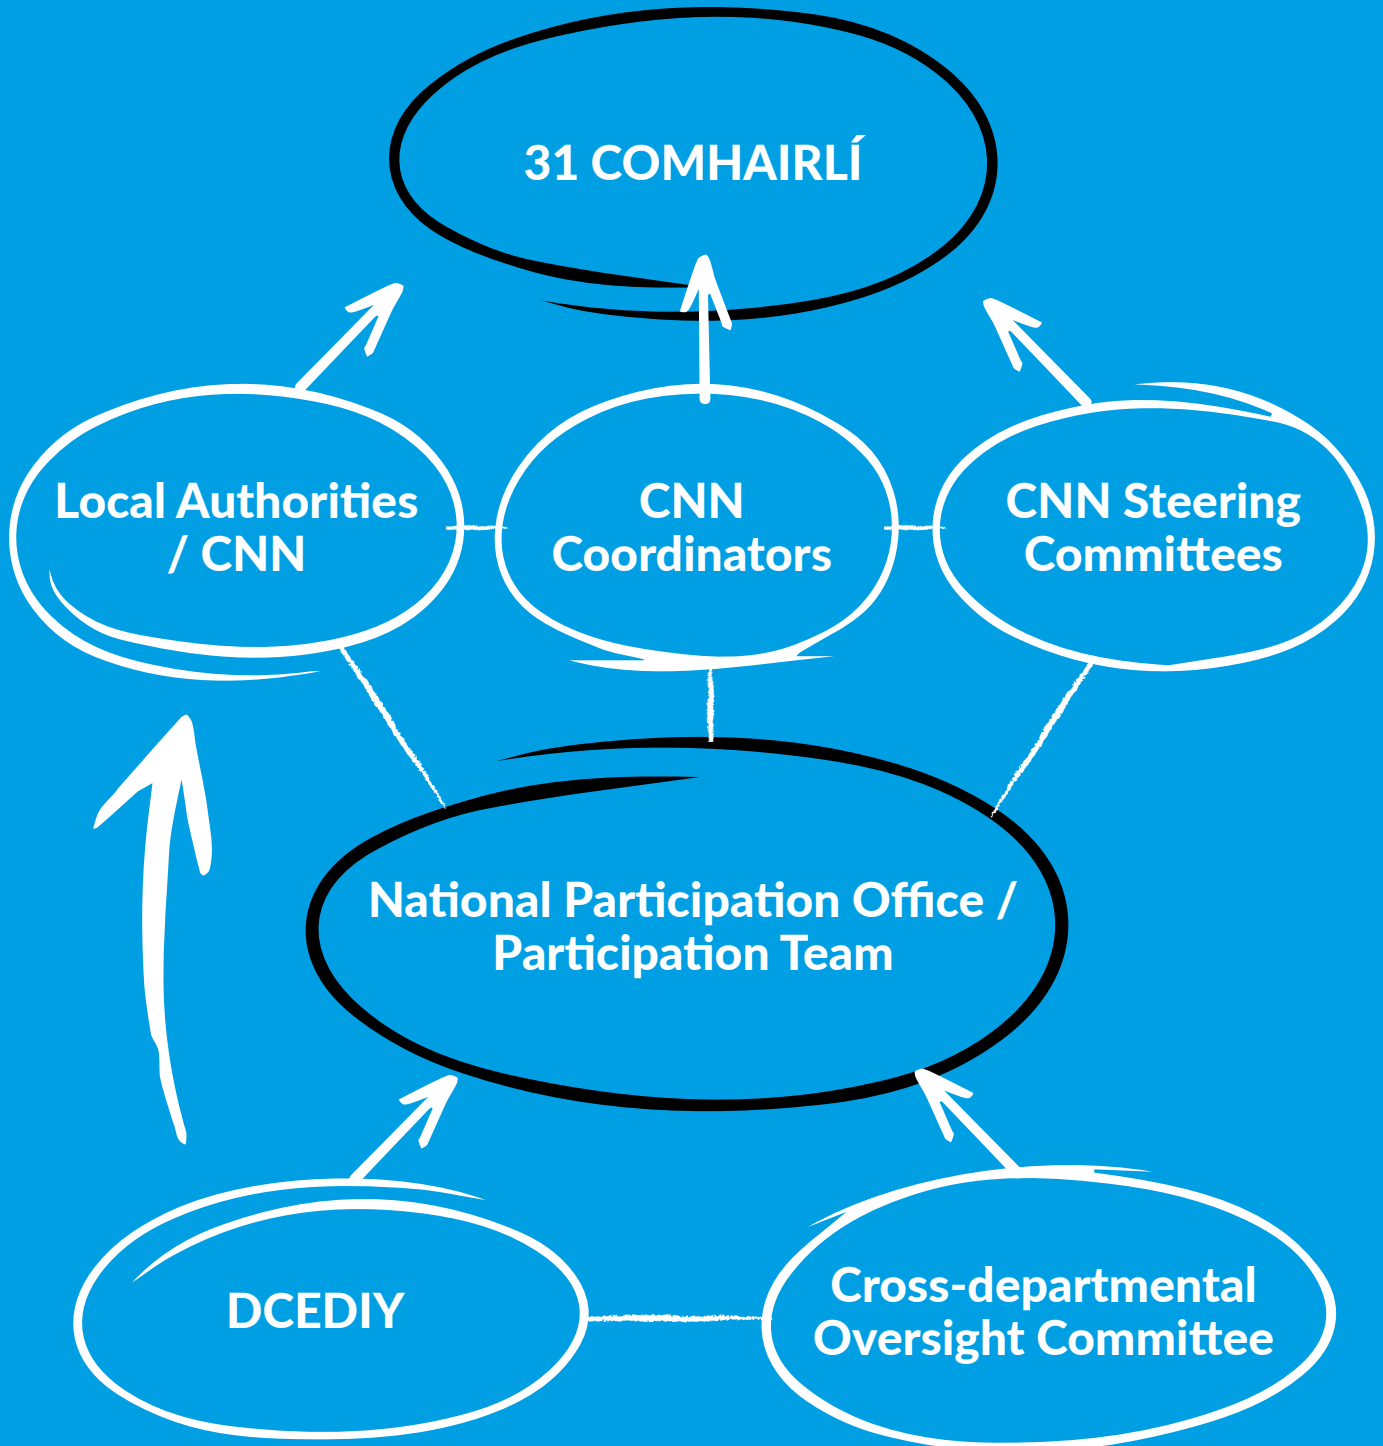 31 COMHAIRLÍ
Local Authorities
/ CNN
CNN
Coordinators
CNN Steering
Committees
National Participation Office /
Participation Team
DCEDIY
Cross-departmental
Oversight Committee